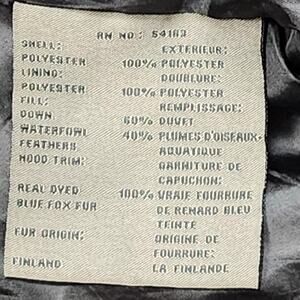 RN NO: 54163
SHELL: EXTERIEUR:
POLYESTER 100% POLYESTER
LINING: DOUBLURE:
POLYESTER 100% POLYESTER
FILL: REMPLISSAGE:
DOWN 60% DUVET
WATERFOWL 40% PLUMES D'OISEAUX-
FEATHERS AQUATIQUE
HOOD TRIM: GARNITURE DE
CAPUCHON:
REAL DYED 100% VRAIE FOURRURE
BLUE FOX FUR DE RENARD BLEU
TEINTE
FUR ORIGIN: ORIGINE DE
FOURRURE:
FINLAND LA FINLANDE